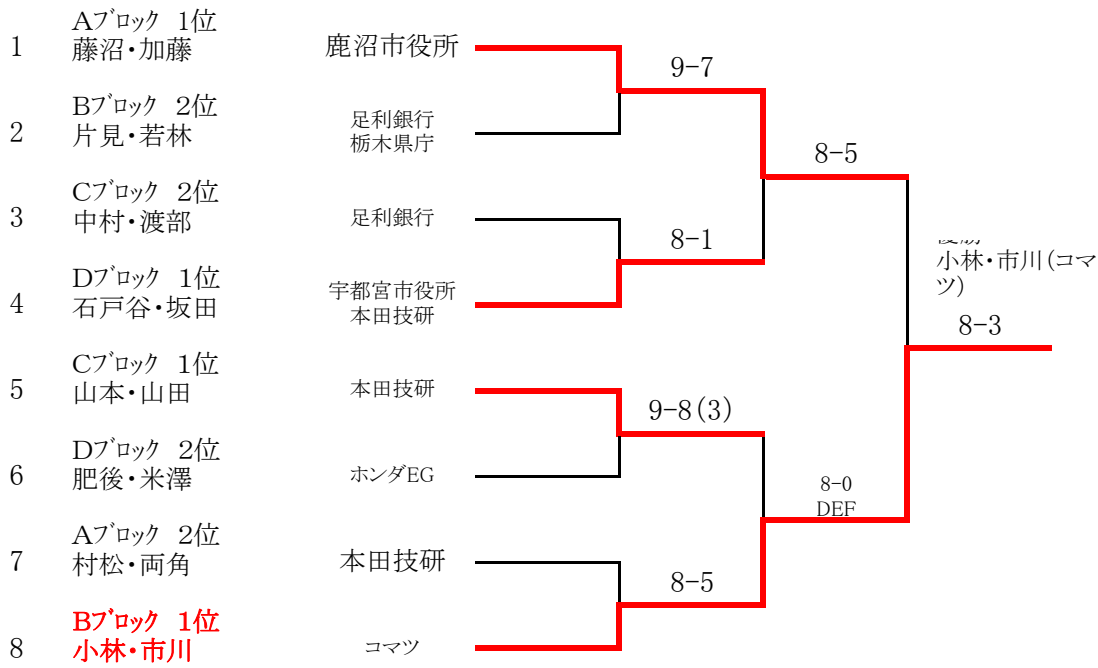 1
Aブロック 1位
藤沼・加藤
鹿沼市役所
9-7
2
Bブロック 2位
片見・若林
足利銀行
栃木県庁
8-5
3
Cブロック 2位
中村・渡部
足利銀行
8-1
4
Dブロック 1位
石戸谷・坂田
宇都宮市役所
本田技研
小林・市川(コマ
ツ)
8-3
5
Cブロック 1位
山本・山田
本田技研
9-8(3)
6
Dブロック 2位
肥後・米澤
ホンダEG
8-0
DEF
7
Aブロック 2位
村松・両角
本田技研
8-5
8
Bブロック 1位
小林・市川
コマツ